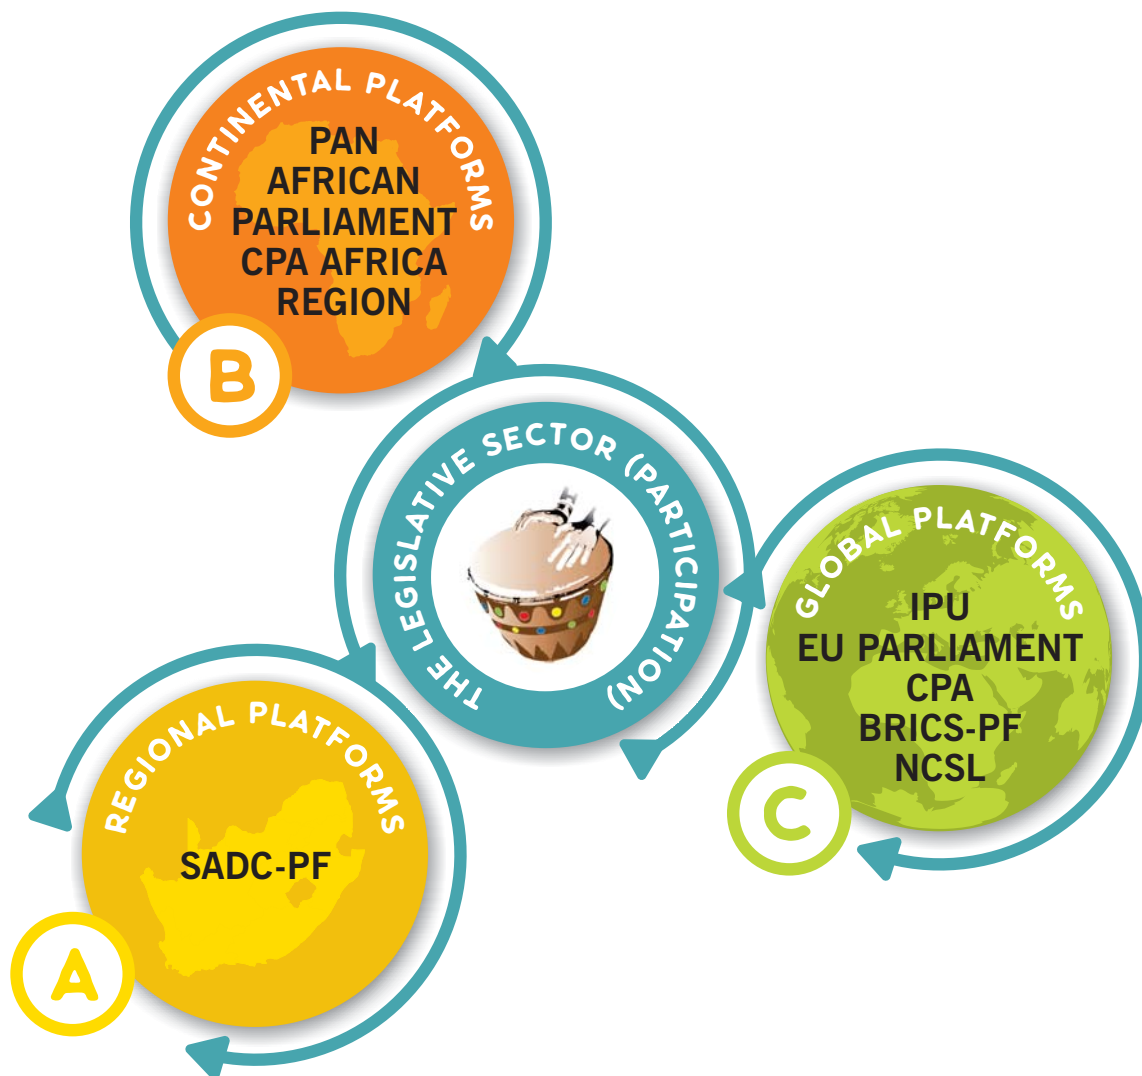 CONTINENTAL PLATFORMS
PAN
AFRICAN
PARLIAMENT
CPA AFRICA
REGION
B
THE LEGISLATIVE SECTOR (PARTICIPATION)
GLOBAL PLATFORMS
IPU
EU PARLIAMENT
CPA
BRICS-PF
NCSL
C
REGIONAL PLATFORMS
SADC-PF
A